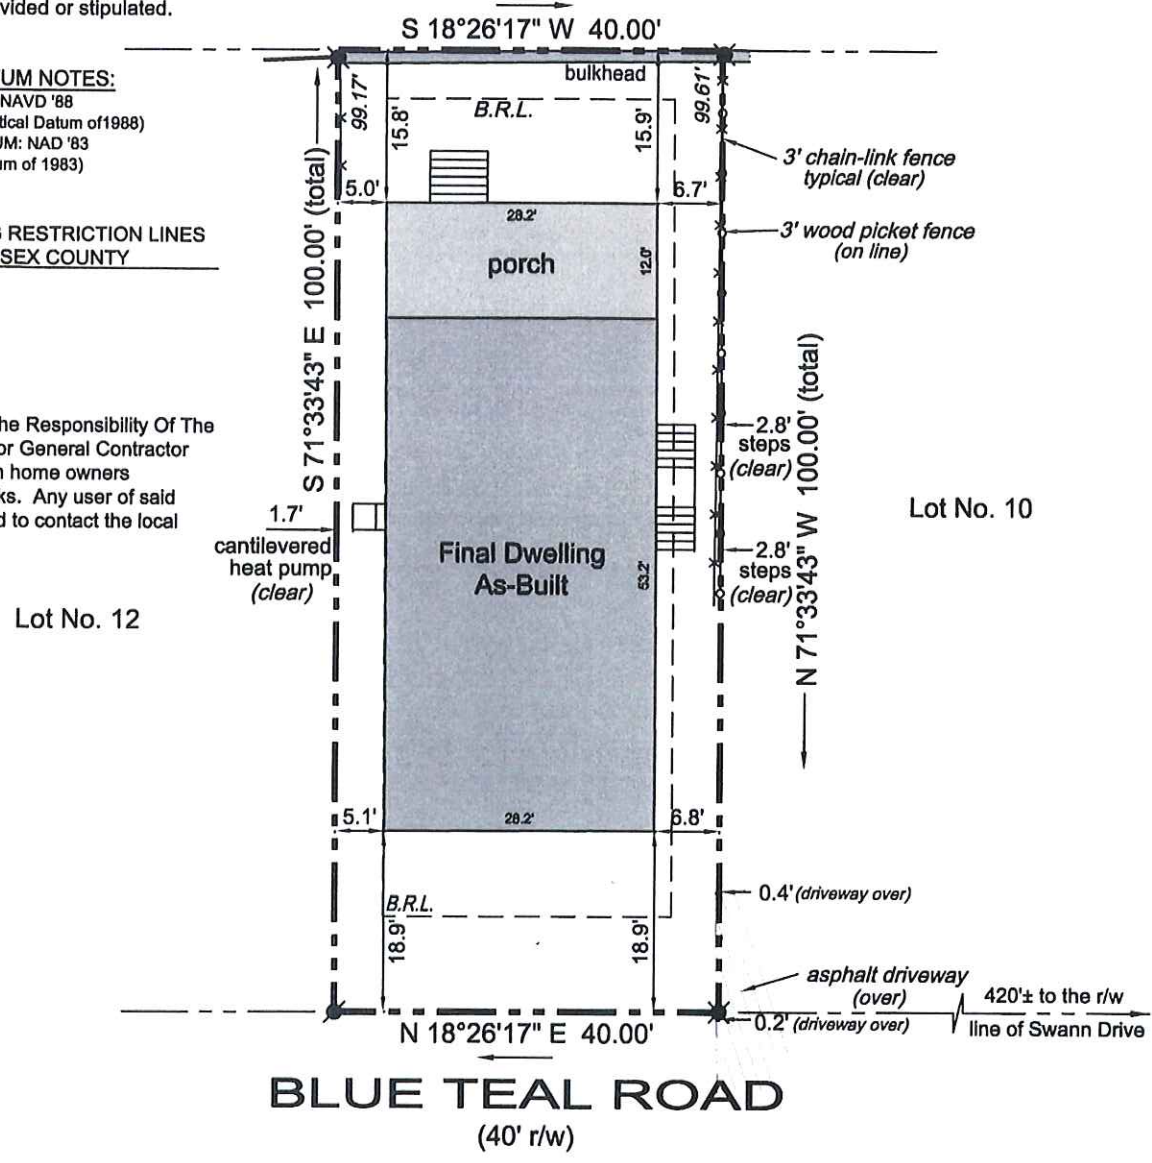 vided or stipulated.
S 18°26'17" W 40.00'
bulkhead
UM NOTES:
NAVD '88
tical Datum of1988)
UM: NAD '83
um of 1983)
99.17'
15.8'
B.R.L.
15.9'
99.61'
3' chain-link fence
typical (clear)
5.0'
6.7'
28.2'
3' wood picket fence
(on line)
RESTRICTION LINES
SEX COUNTY
porch
12.0'
S 71°33'43" E 100.00' (total)
he Responsibility Of The
or General Contractor
n home owners
ks. Any user of said
d to contact the local
2.8'
steps
(clear)
N 71°33'43" W 100.00' (total)
Lot No. 10
1.7'
cantilevered
heat pump
(clear)
Final Dwelling
As-Built
53.2'
2.8'
steps
(clear)
Lot No. 12
5.1'
28.2'
6.8'
0.4' (driveway over)
B.R.L.
18.9'
18.9'
asphalt driveway
(over)
420'± to the r/w
line of Swann Drive
0.2' (driveway over)
N 18°26'17" E 40.00'
BLUE TEAL ROAD
(40' r/w)